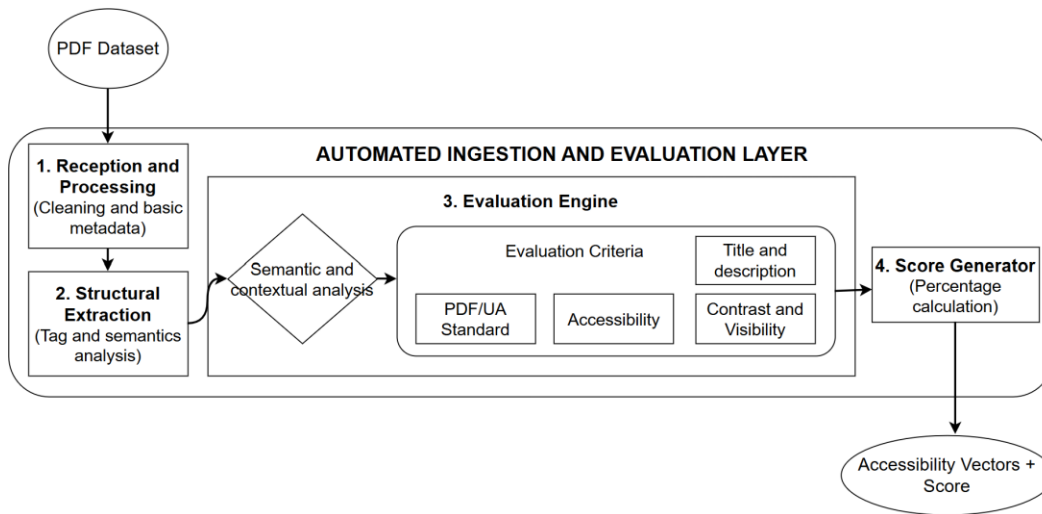 PDF Dataset
AUTOMATED INGESTION AND EVALUATION LAYER
1. Reception and
Processing
(Cleaning and basic
metadata)
2. Structural
Extraction
(Tag and semantics
analysis)
3. Evaluation Engine
Semantic and
contextual analysis
Evaluation Criteria
Title and
description
PDF/UA
Standard
Accessibility
Contrast and
Visibility
4. Score Generator
(Percentage
calculation)
Accessibility Vectors +
Score